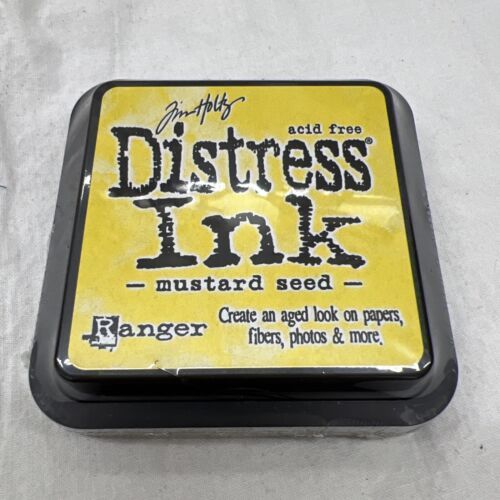 Tim Holtz
acid free
Distress®
Ink
- mustard seed -
Ranger
Create an aged look on papers,
fibers, photos & more.